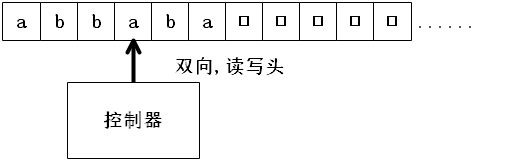 a b b a b a □ □ □ □ □ ......
双向,读写头
控制器